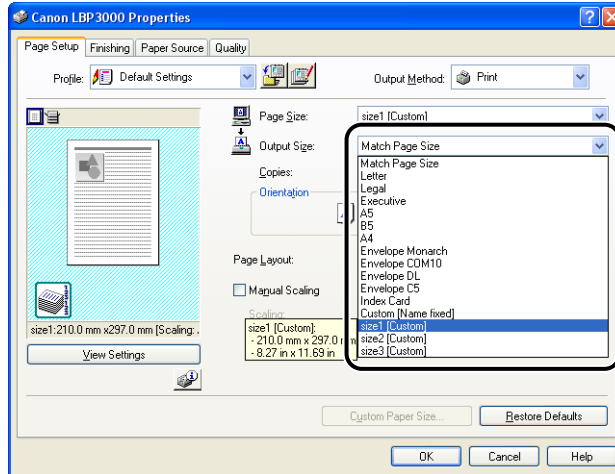 Canon LBP3000 Properties
Page Setup Finishing Paper Source Quality
Profile: Default Settings Output Method: Print
Page Size: size1 [Custom]
Output Size: Match Page Size
Match Page Size
Letter
Legal
Executive
A5
B5
A4
Envelope Monarch
Envelope COM10
Envelope DL
Envelope C5
Index Card
Custom [Name fixed]
size1 [Custom]
size2 [Custom]
size3 [Custom]
Copies:
Orientation
Page Layout:
Manual Scaling
Scaling:
size1 [Custom]:
- 210.0 mm x 297.0 m
- 8.27 in x 11.69 in
size1:210.0 mm x297.0 mm [Scaling:
View Settings
Custom Paper Size... Restore Defaults
OK Cancel Help